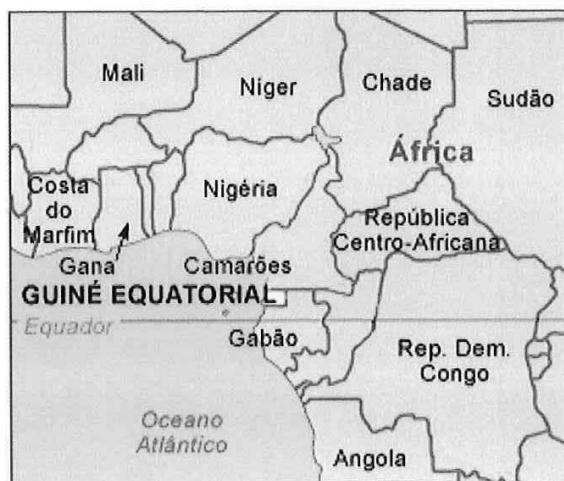 Mali
Níger
Chade
Sudão
África
Costa
do
Marfim
Nigéria
República
Centro-Africana
Gana
Camarões
GUINÉ EQUATORIAL
Equador
Gabão
Rep. Dem.
Congo
Oceano
Atlântico
Angola